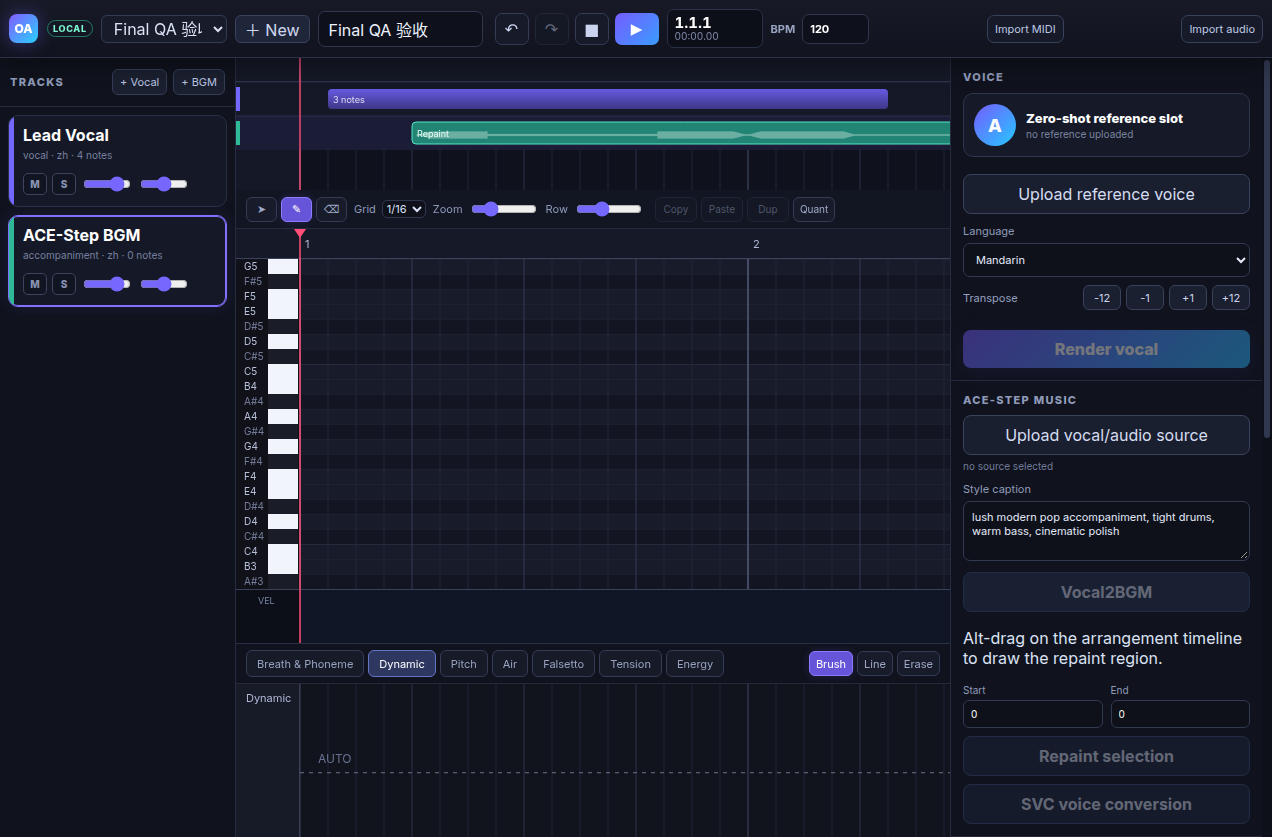 OA LOCAL Final QA 验 + New Final QA 验收 1.1.1 BPM 120 Import MIDI Import audio
00:00.00
TRACKS + Vocal + BGM
Lead Vocal
vocal · zh · 4 notes
M S
ACE-Step BGM
accompaniment · zh · 0 notes
M S
3 notes
Repaint
Grid 1/16 Zoom Row Copy Paste Dup Quant
1 2
G5
F#5
F5
E5
D#5
D5
C#5
C5
B4
A#4
A4
G#4
G4
F#4
F4
E4
D#4
D4
C#4
C4
B3
A#3
VEL
Breath & Phoneme Dynamic Pitch Air Falsetto Tension Energy Brush Line Erase
Dynamic
AUTO
VOICE
A Zero-shot reference slot
no reference uploaded
Upload reference voice
Language
Mandarin
Transpose -12 -1 +1 +12
Render vocal
ACE-STEP MUSIC
Upload vocal/audio source
no source selected
Style caption
lush modern pop accompaniment, tight drums,
warm bass, cinematic polish
Vocal2BGM
Alt-drag on the arrangement timeline
to draw the repaint region.
Start End
0 0
Repaint selection
SVC voice conversion